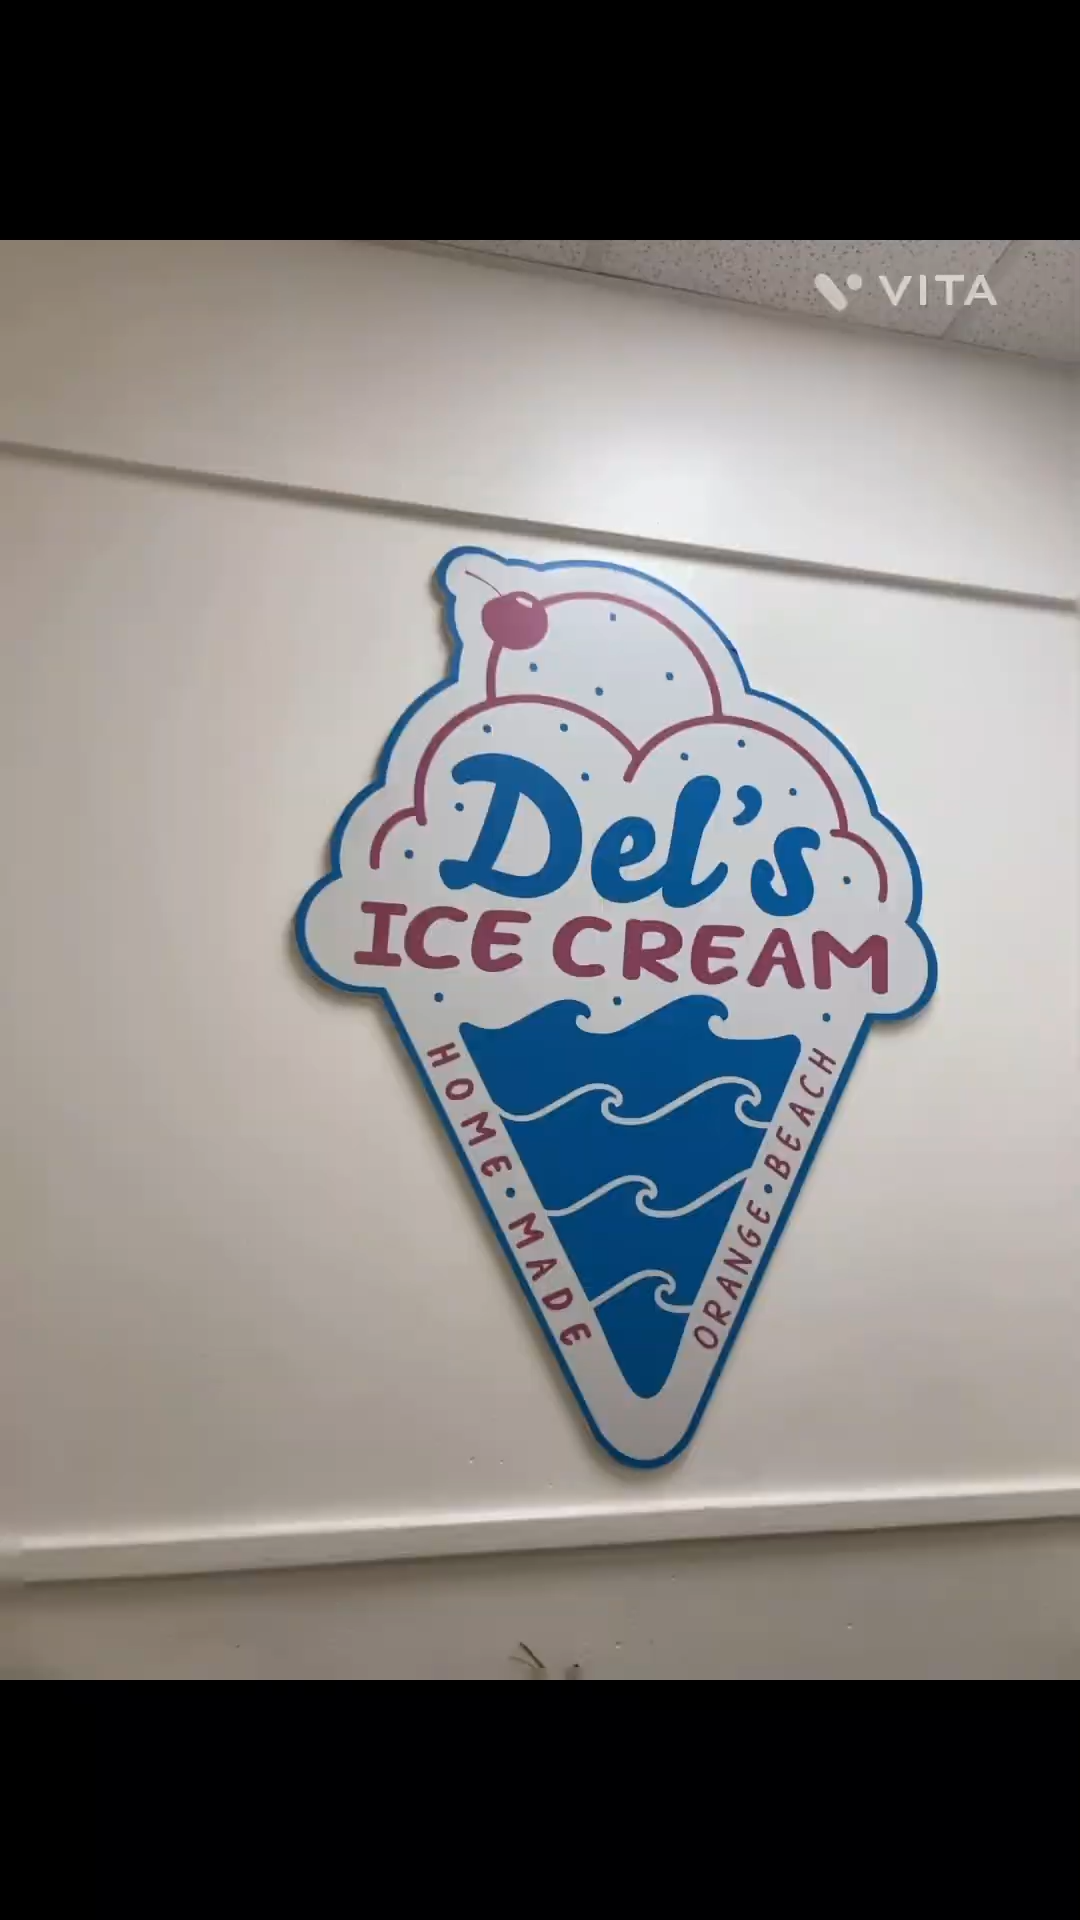 VITA
Del's
ICE CREAM
HOME • MADE
ORANGE • BEACH